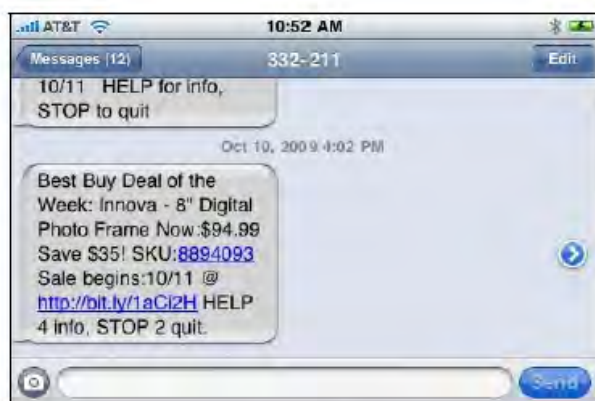 AT&T 10:52 AM
Messages (12) 332-211 Edit
10/11 HELP for info,
STOP to quit
Oct 10, 2009 4:02 PM
Best Buy Deal of the
Week: Innova - 8" Digital
Photo Frame Now:$94.99
Save $35! SKU:8894093
Sale begins:10/11 @
http://bit.ly/1aCi2H HELP
4 info, STOP 2 quit.
Send